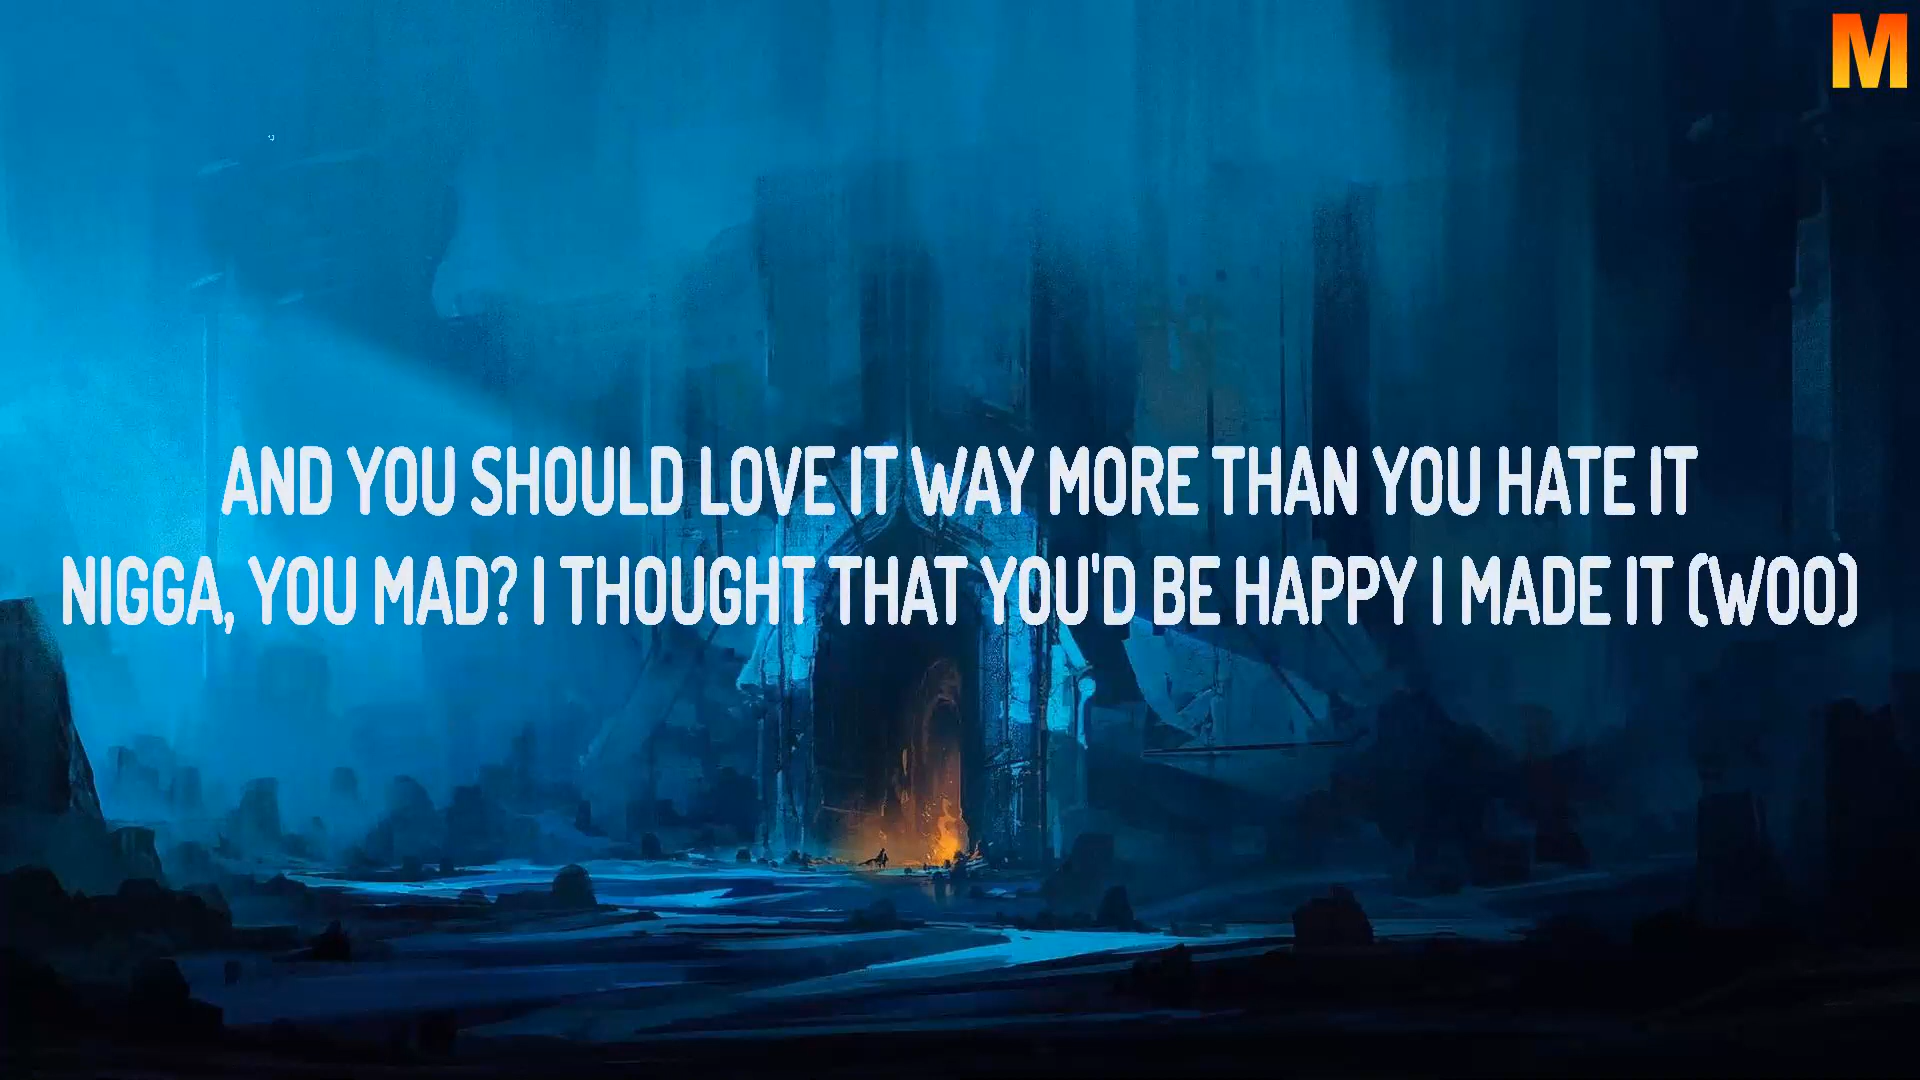 M
AND YOU SHOULD LOVE IT WAY MORE THAN YOU HATE IT
NIGGA, YOU MAD? I THOUGHT THAT YOU'D BE HAPPY I MADE IT (WOO)